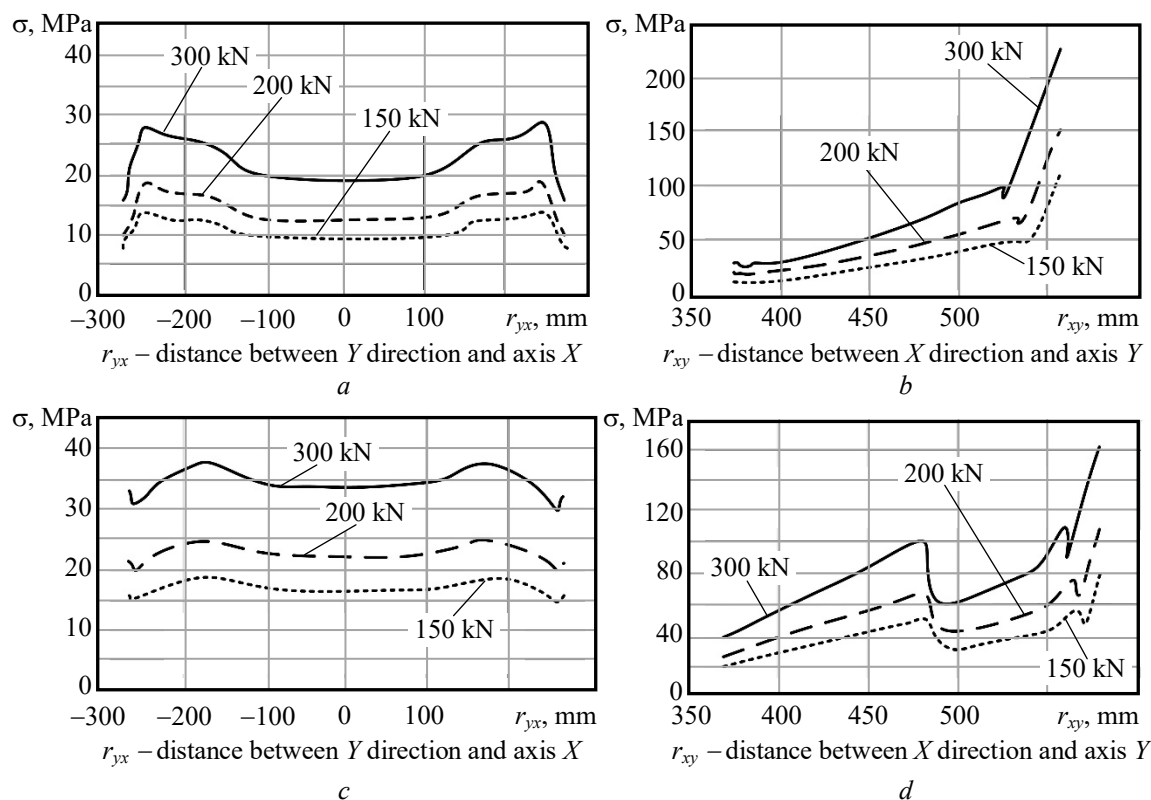 σ, MPa
40
30
20
10
0
300 kN
200 kN
150 kN
–300 –200 –100 0 100 r_yx, mm
r_yx – distance between Y direction and axis X
a
σ, MPa
200
150
100
50
0
300 kN
200 kN
150 kN
350 400 450 500 r_xy, mm
r_xy – distance between X direction and axis Y
b
σ, MPa
40
30
20
10
0
300 kN
200 kN
150 kN
–300 –200 –100 0 100 r_yx, mm
r_yx – distance between Y direction and axis X
c
σ, MPa
160
120
80
40
0
300 kN
200 kN
150 kN
350 400 450 500 r_xy, mm
r_xy – distance between X direction and axis Y
d